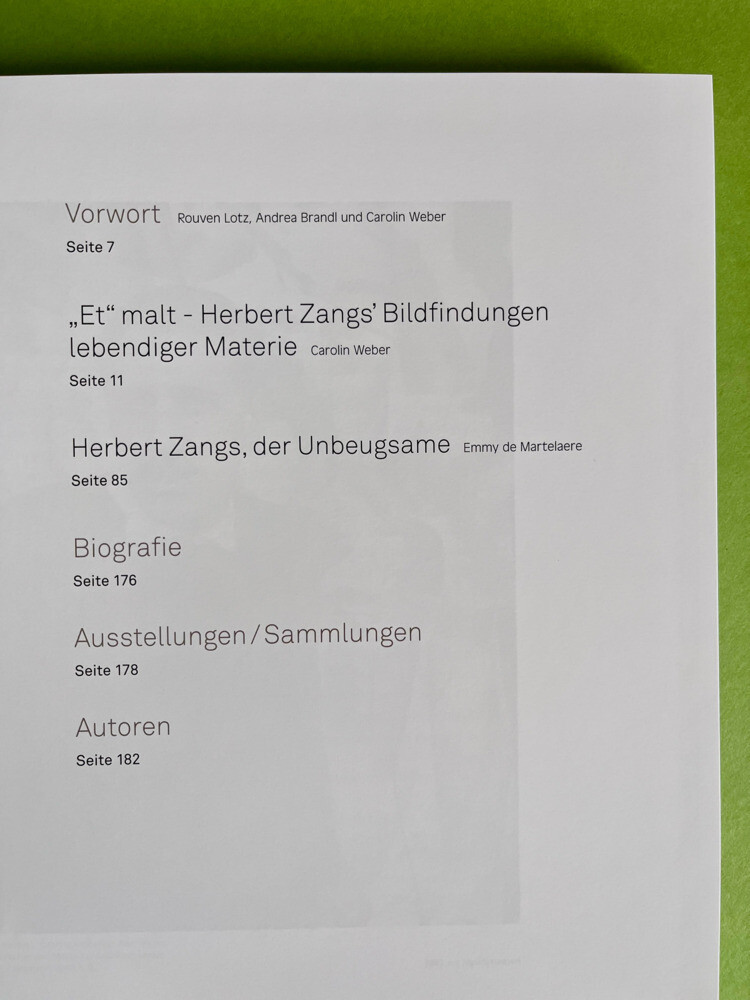 Vorwort Rouven Lotz, Andrea Brandl und Carolin Weber
Seite 7
„Et“ malt - Herbert Zangs’ Bildfindungen
lebendiger Materie Carolin Weber
Seite 11
Herbert Zangs, der Unbeugsame Emmy de Martelaere
Seite 85
Biografie
Seite 176
Ausstellungen / Sammlungen
Seite 178
Autoren
Seite 182